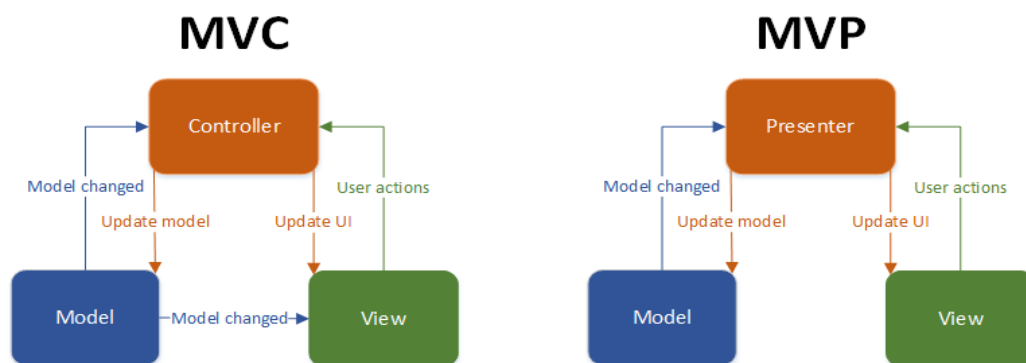 MVC
MVP
Controller
Presenter
Model changed
User actions
Model changed
User actions
Update model
Update UI
Update model
Update UI
Model
Model changed
View
Model
View